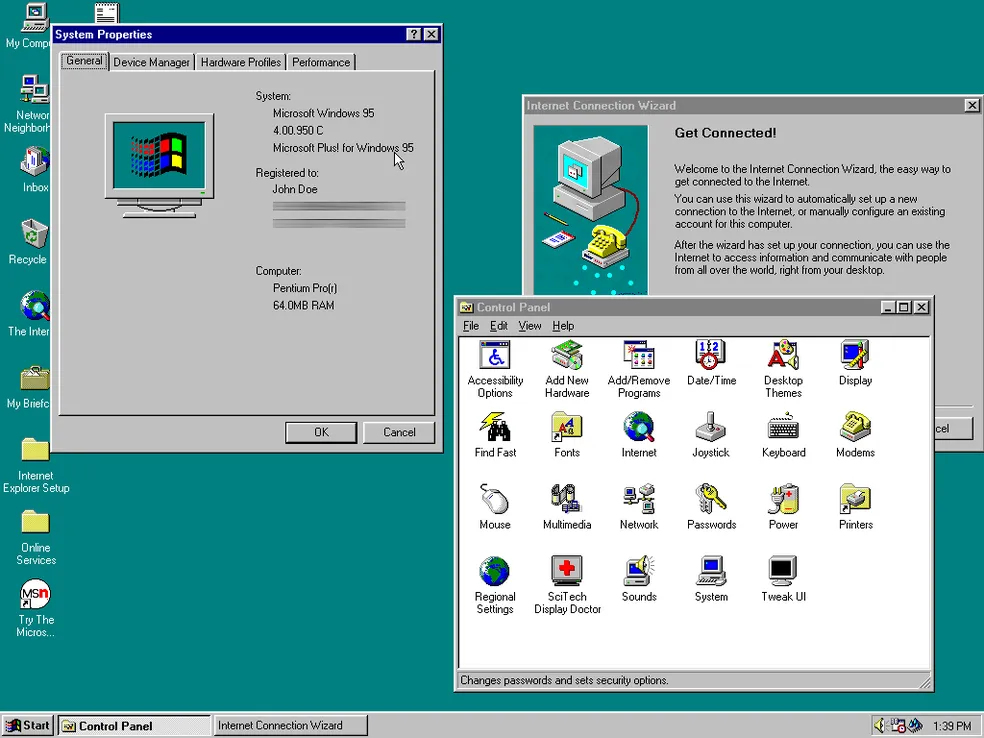 My Compu
Networ
Neighborh
Inbox
Recycle
The Inter
My Briefc
Internet
Explorer Setup
Online
Services
msn
Try The
Micros...
System Properties
General
Device Manager
Hardware Profiles
Performance
System:
Microsoft Windows 95
4.00.950 C
Microsoft Plus! for Windows 95
Registered to:
John Doe
Computer:
Pentium Pro(r)
64.0MB RAM
OK
Cancel
Internet Connection Wizard
Get Connected!
Welcome to the Internet Connection Wizard, the easy way to
get connected to the Internet.
You can use this wizard to automatically set up a new
connection to the Internet, or manually configure an existing
account for this computer.
After the wizard has set up your connection, you can use the
Internet to access information and communicate with people
from all over the world, right from your desktop.
cel
Control Panel
File Edit View Help
Accessibility
Options
Add New
Hardware
Add/Remove
Programs
Date/Time
Desktop
Themes
Display
Find Fast
Fonts
Internet
Joystick
Keyboard
Modems
Mouse
Multimedia
Network
Passwords
Power
Printers
Regional
Settings
SciTech
Display Doctor
Sounds
System
Tweak UI
Changes passwords and sets security options.
Start
Control Panel
Internet Connection Wizard
1:39 PM